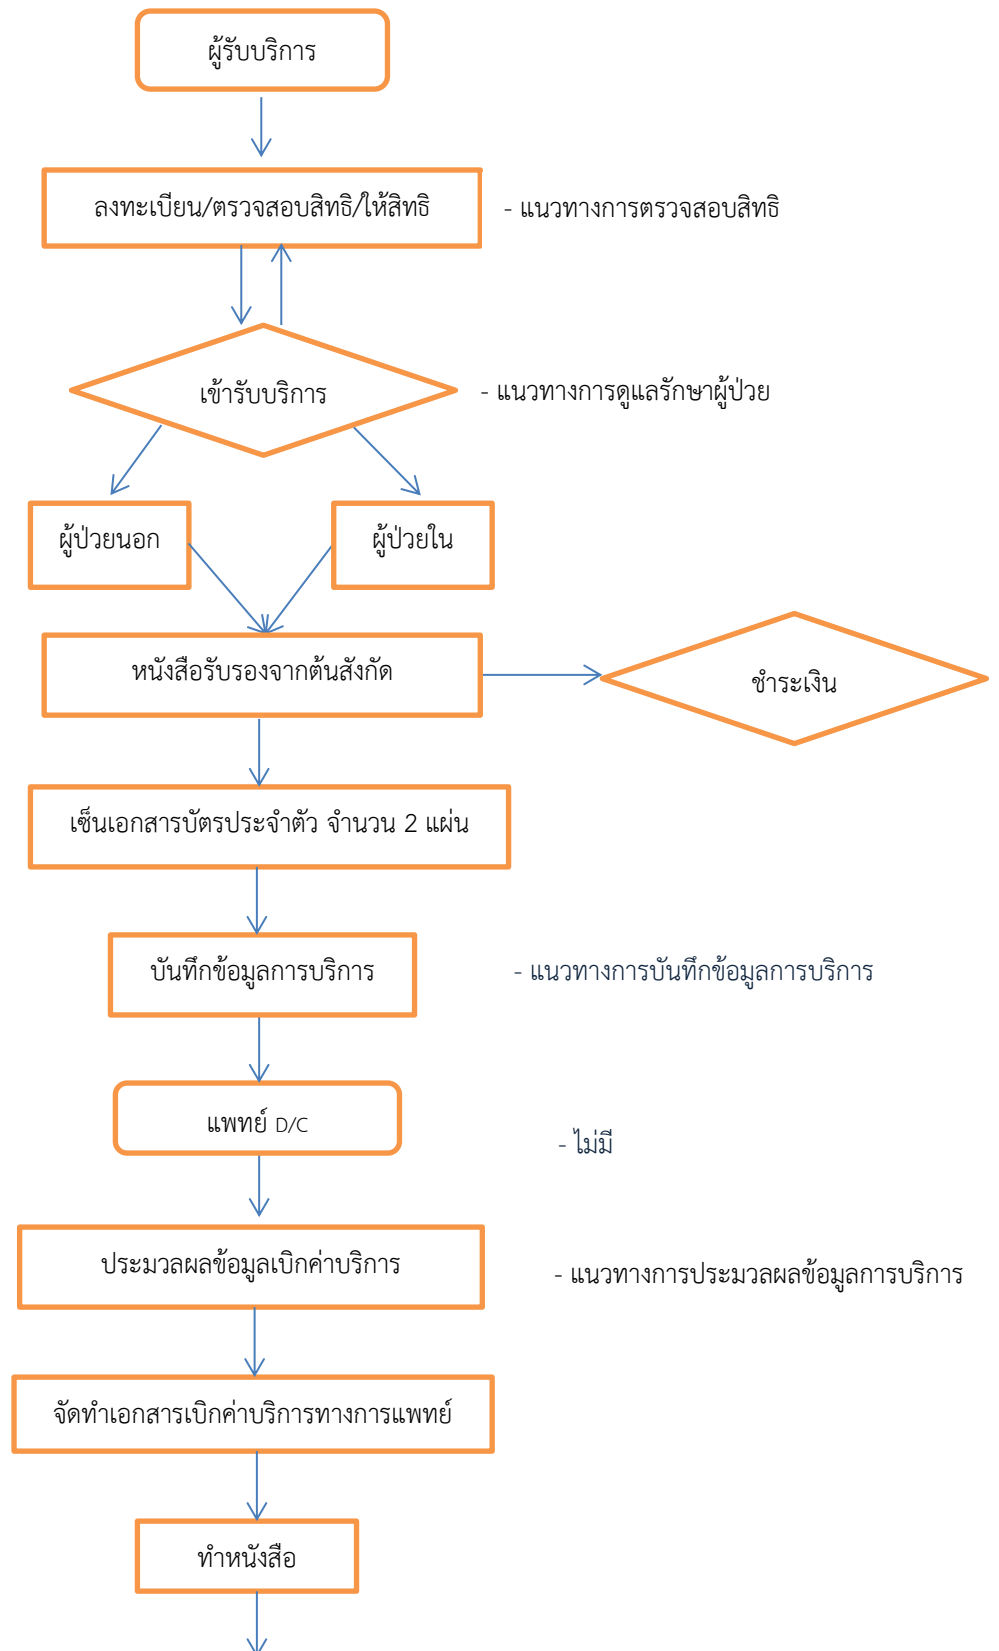 ผู้รับบริการ
ลงทะเบียน/ตรวจสอบสิทธิ/ให้สิทธิ
- แนวทางการตรวจสอบสิทธิ
เข้ารับบริการ
- แนวทางการดูแลรักษาผู้ป่วย
ผู้ป่วยนอก
ผู้ป่วยใน
หนังสือรับรองจากต้นสังกัด
ชำระเงิน
เซ็นเอกสารบัตรประจำตัว จำนวน 2 แผ่น
บันทึกข้อมูลการบริการ
- แนวทางการบันทึกข้อมูลการบริการ
แพทย์ D/C
- ไม่มี
ประมวลผลข้อมูลเบิกค่าบริการ
- แนวทางการประมวลผลข้อมูลการบริการ
จัดทำเอกสารเบิกค่าบริการทางการแพทย์
ทำหนังสือ